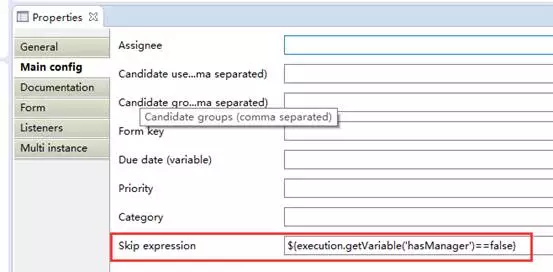 Properties
General
Main config
Documentation
Form
Listeners
Multi instance
Assignee
Candidate use...ma separated)
Candidate gro...ma separated)
Candidate groups (comma separated)
Form key
Due date (variable)
Priority
Category
Skip expression
${execution.getVariable('hasManager')==false}